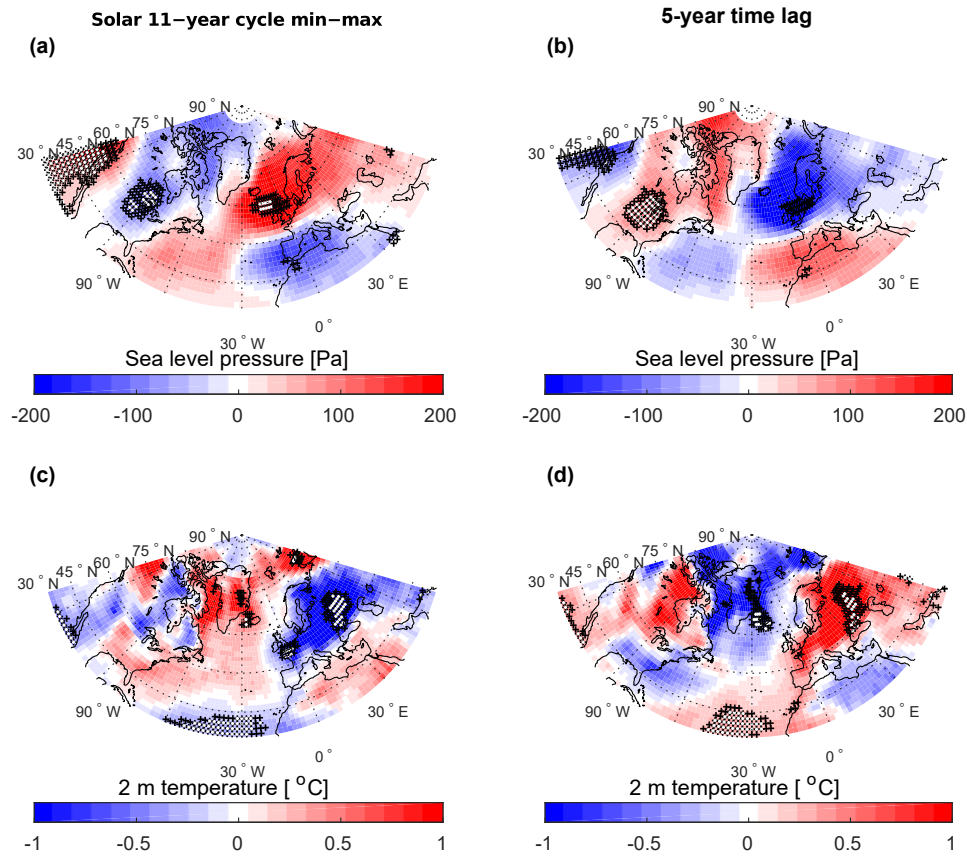 Solar 11−year cycle min−max
5-year time lag
(a)
(b)
90 ° N
75 ° N
60 ° N
45 ° N
30 ° N
90 ° W
30 ° W
0 °
30 ° E
90 ° N
75 ° N
60 ° N
45 ° N
30 ° N
90 ° W
30 ° W
0 °
30 ° E
Sea level pressure [Pa]
-200 -100 0 100 200
Sea level pressure [Pa]
-200 -100 0 100 200
(c)
(d)
90 ° N
75 ° N
60 ° N
45 ° N
30 ° N
90 ° W
30 ° W
0 °
30 ° E
90 ° N
75 ° N
60 ° N
45 ° N
30 ° N
90 ° W
30 ° W
0 °
30 ° E
2 m temperature [ °C]
-1 -0.5 0 0.5 1
2 m temperature [ °C]
-1 -0.5 0 0.5 1